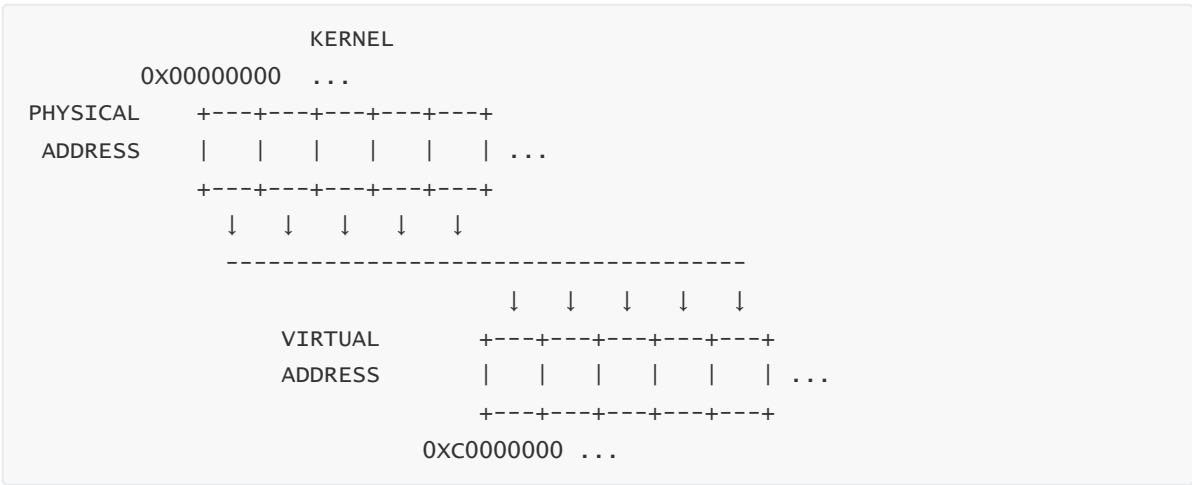 KERNEL
        0X00000000  ...
PHYSICAL    +---+---+---+---+---+
 ADDRESS    |   |   |   |   |   | ...
            +---+---+---+---+---+
              ↓   ↓   ↓   ↓   ↓
              -------------------------------------
                                  ↓   ↓   ↓   ↓   ↓
                  VIRTUAL       +---+---+---+---+---+
                  ADDRESS       |   |   |   |   |   | ...
                                +---+---+---+---+---+
                            0XC0000000 ...